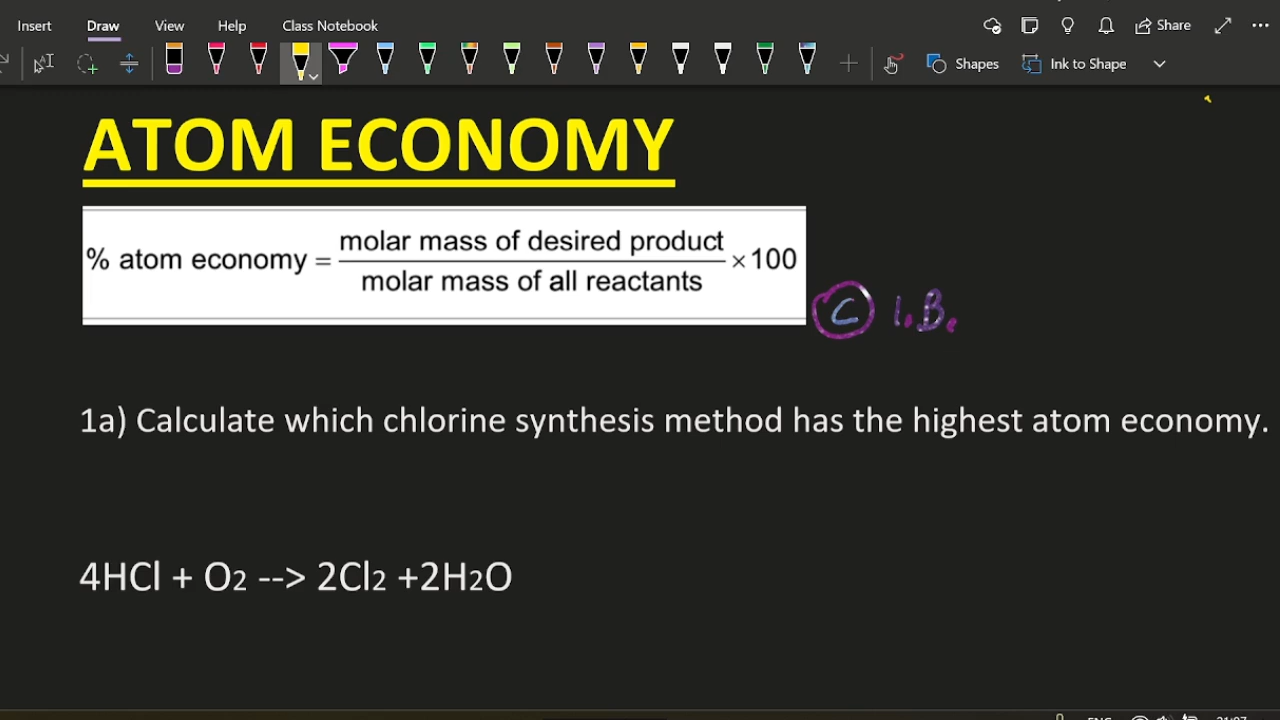 Insert Draw View Help Class Notebook Share
Shapes Ink to Shape
ATOM ECONOMY
% atom economy = molar mass of desired product / molar mass of all reactants × 100
C I.B.
1a) Calculate which chlorine synthesis method has the highest atom economy.
4HCl + O2 --> 2Cl2 +2H2O